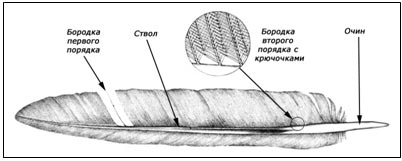 Бородка
первого
порядка
Ствол
Бородка
второго
порядка с
крючочками
Очин